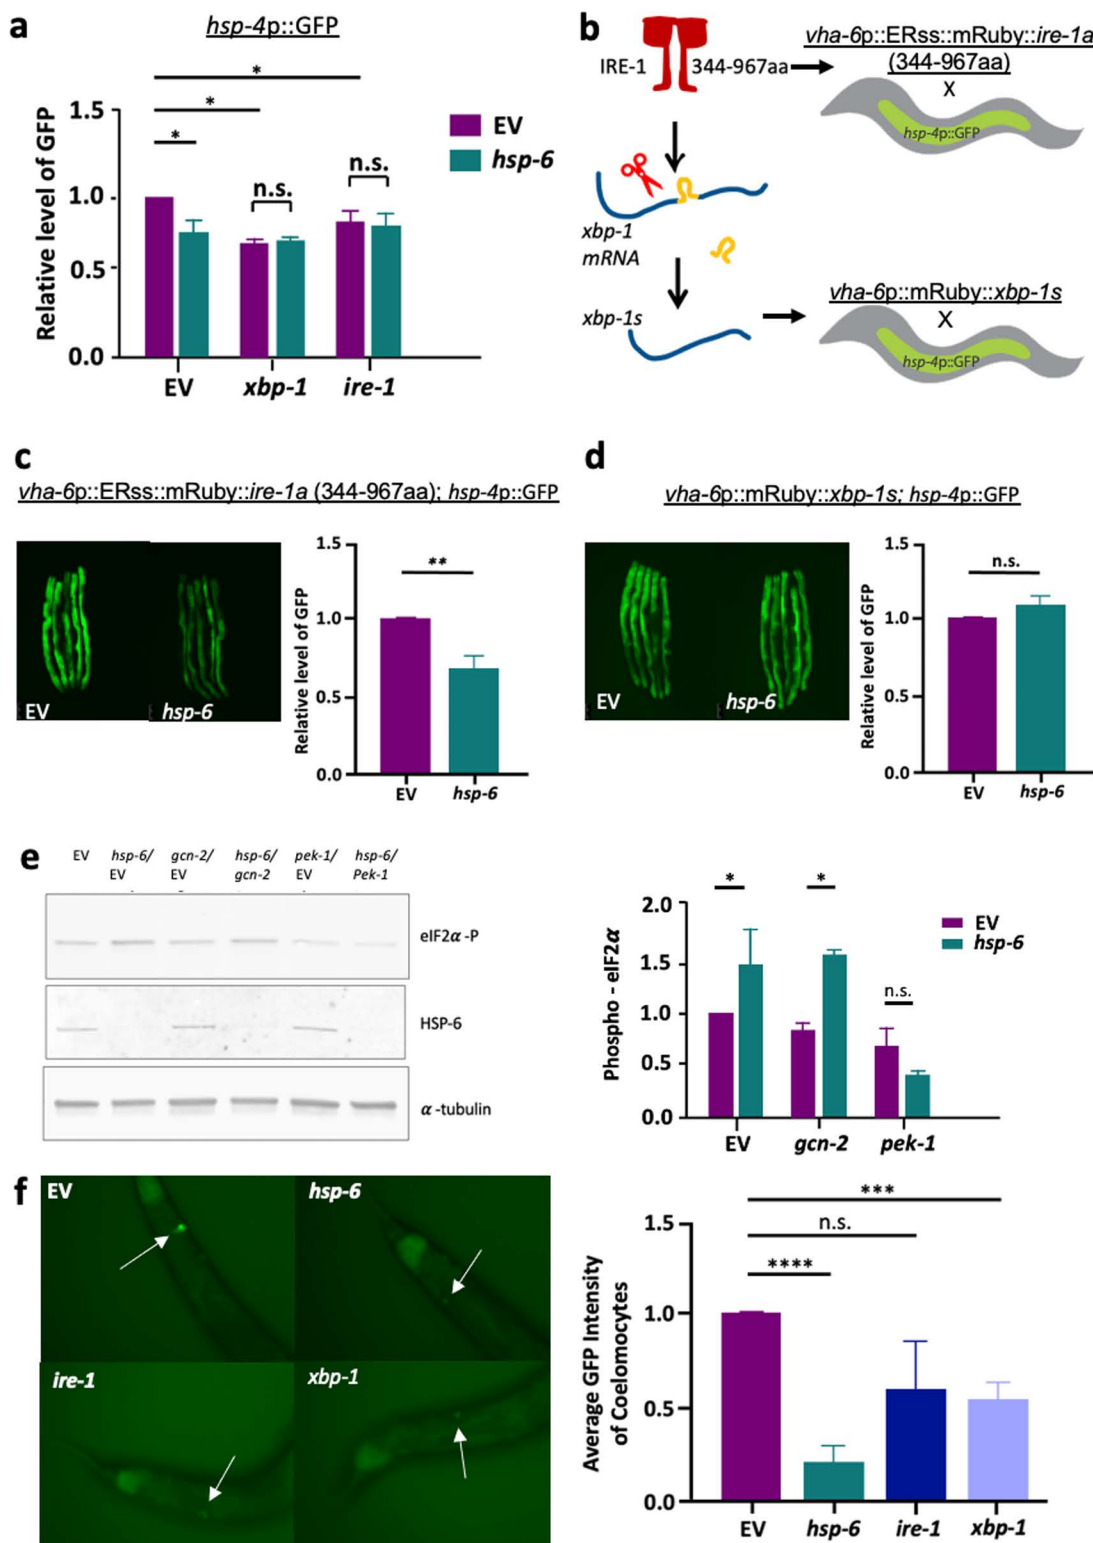 a
hsp-4p::GFP
*
*
*
n.s.
n.s.
EV
hsp-6
Relative level of GFP
1.5
1.0
0.5
0.0
EV
xbp-1
ire-1
b
IRE-1
344-967aa
vha-6p::ERss::mRuby::ire-1a
(344-967aa)
X
hsp-4p::GFP
xbp-1
mRNA
xbp-1s
vha-6p::mRuby::xbp-1s
X
hsp-4p::GFP
c
vha-6p::ERss::mRuby::ire-1a (344-967aa); hsp-4p::GFP
EV
hsp-6
Relative level of GFP
1.5
1.0
0.5
0.0
**
EV
hsp-6
d
vha-6p::mRuby::xbp-1s; hsp-4p::GFP
EV
hsp-6
Relative level of GFP
1.5
1.0
0.5
0.0
n.s.
EV
hsp-6
e
EV
hsp-6/
EV
gcn-2/
EV
hsp-6/
gcn-2
pek-1/
EV
hsp-6/
Pek-1
eIF2α-P
HSP-6
α-tubulin
Phospho - eIF2α
2.0
1.5
1.0
0.5
0.0
*
*
n.s.
EV
hsp-6
EV
gcn-2
pek-1
f
EV
hsp-6
ire-1
xbp-1
Average GFP Intensity
of Coelomocytes
1.5
1.0
0.5
0.0
***
n.s.
****
EV
hsp-6
ire-1
xbp-1